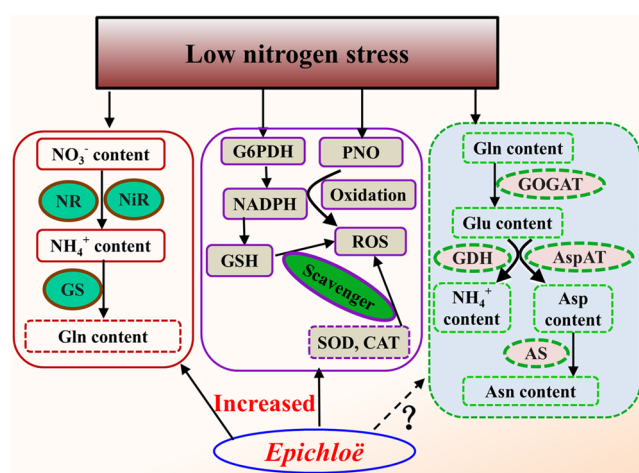 Low nitrogen stress
NO₃⁻ content
NR
NiR
NH₄⁺ content
GS
Gln content
G6PDH
PNO
NADPH
Oxidation
GSH
ROS
Scavenger
SOD, CAT
Gln content
GOGAT
Glu content
GDH
AspAT
NH₄⁺
content
Asp
content
AS
Asn content
Increased
?
Epichloë